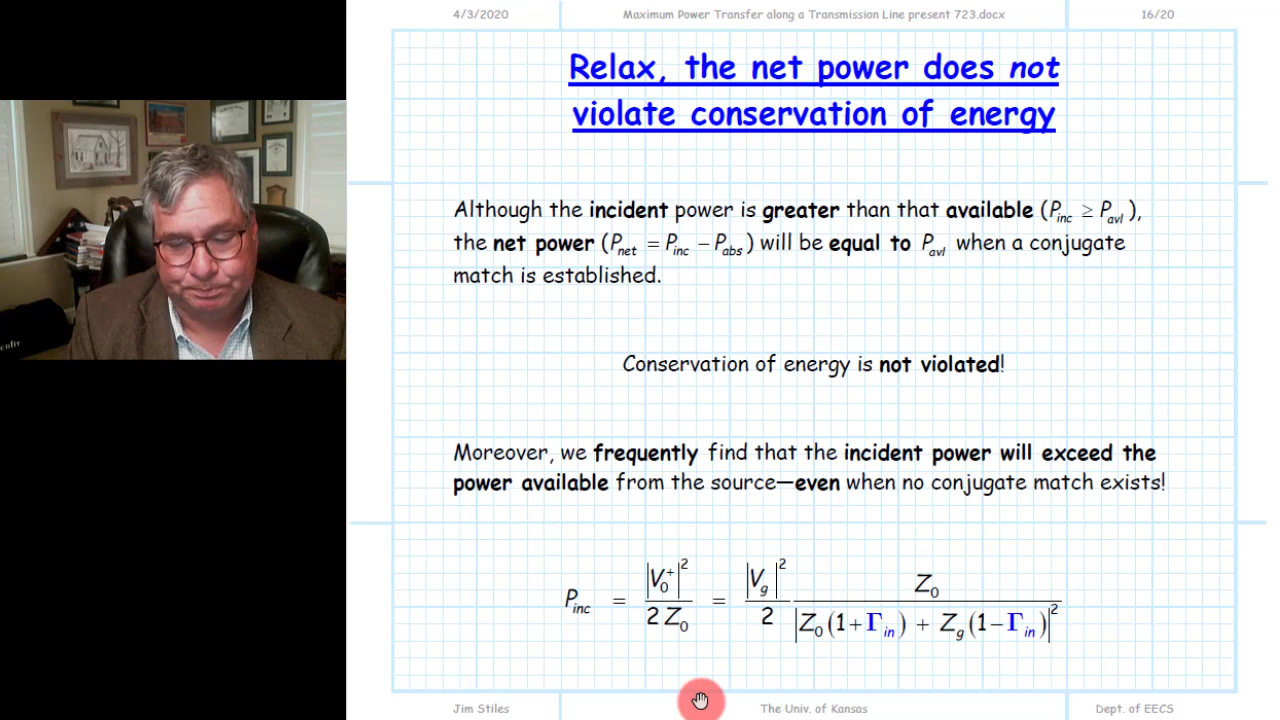 4/3/2020 Maximum Power Transfer along a Transmission Line present 723.docx 16/20
Relax, the net power does not
violate conservation of energy
Although the incident power is greater than that available (P_inc ≥ P_avl),
the net power (P_net = P_inc − P_abs) will be equal to P_avl when a conjugate
match is established.
Conservation of energy is not violated!
Moreover, we frequently find that the incident power will exceed the
power available from the source—even when no conjugate match exists!
P_inc = |V_0^+|^2 / 2 Z_0 = |V_g|^2 / 2 Z_0 / |Z_0 (1+Γ_in) + Z_g (1−Γ_in)|^2
Jim Stiles The Univ. of Kansas Dept. of EECS